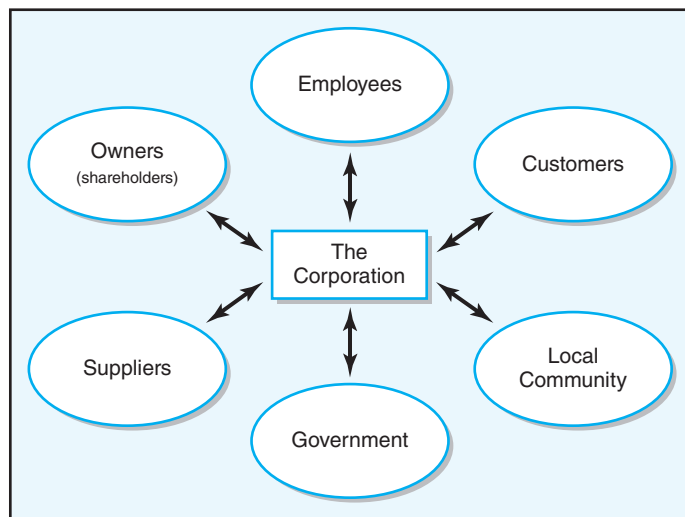 Employees
Owners
(shareholders)
Customers
The
Corporation
Suppliers
Local
Community
Government